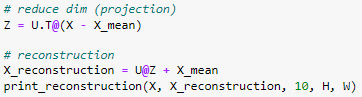 # reduce dim (projection)
Z = U.T@(X - X_mean)
# reconstruction
X_reconstruction = U@Z + X_mean
print_reconstruction(X, X_reconstruction, 10, H, W)